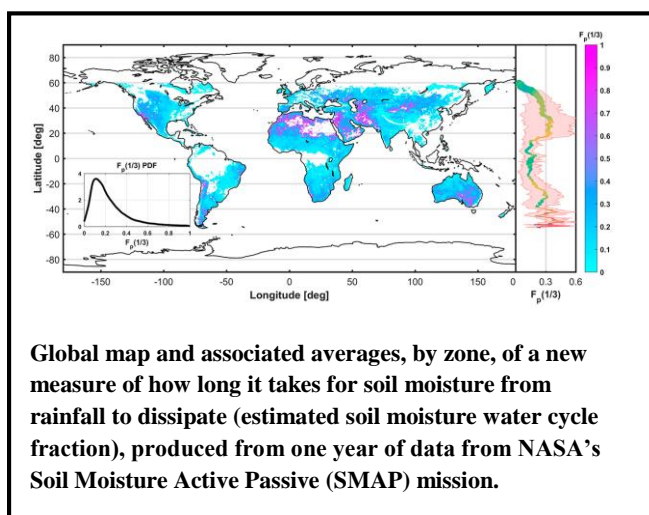 F_p(1/3)
80
60
40
20
0
-20
-40
-60
-80
Latitude [deg]
F_p(1/3) PDF
4
2
0
0 0.2 0.4 0.6 0.8 1
F_p(1/3)
-150 -100 -50 0 50 100 150
Longitude [deg]
0 0.3 0.6
F_p(1/3)
1
0.9
0.8
0.7
0.6
0.5
0.4
0.3
0.2
0.1
0
Global map and associated averages, by zone, of a new
measure of how long it takes for soil moisture from
rainfall to dissipate (estimated soil moisture water cycle
fraction), produced from one year of data from NASA's
Soil Moisture Active Passive (SMAP) mission.